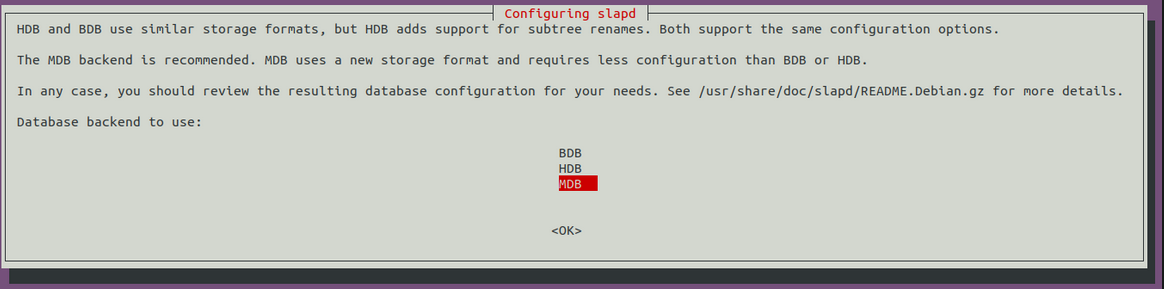 Configuring slapd
HDB and BDB use similar storage formats, but HDB adds support for subtree renames. Both support the same configuration options.
The MDB backend is recommended. MDB uses a new storage format and requires less configuration than BDB or HDB.
In any case, you should review the resulting database configuration for your needs. See /usr/share/doc/slapd/README.Debian.gz for more details.
Database backend to use:
BDB
HDB
MDB
<OK>